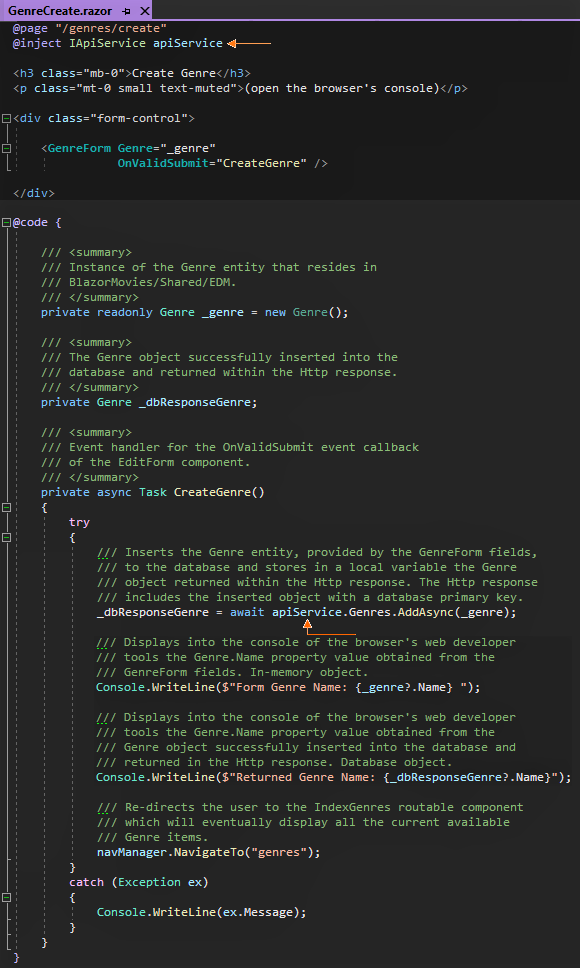 GenreCreate.razor
@page "/genres/create"
@inject IApiService apiService
<h3 class="mb-0">Create Genre</h3>
<p class="mt-0 small text-muted">(open the browser's console)</p>
<div class="form-control">
<GenreForm Genre="_genre"
OnValidSubmit="CreateGenre" />
</div>
@code {
/// <summary>
/// Instance of the Genre entity that resides in
/// BlazorMovies/Shared/EDM.
/// </summary>
private readonly Genre _genre = new Genre();
/// <summary>
/// The Genre object successfully inserted into the
/// database and returned within the Http response.
/// </summary>
private Genre _dbResponseGenre;
/// <summary>
/// Event handler for the OnValidSubmit event callback
/// of the EditForm component.
/// </summary>
private async Task CreateGenre()
{
try
{
/// Inserts the Genre entity, provided by the GenreForm fields,
/// to the database and stores in a local variable the Genre
/// object returned within the Http response. The Http response
/// includes the inserted object with a database primary key.
_dbResponseGenre = await apiService.Genres.AddAsync(_genre);
/// Displays into the console of the browser's web developer
/// tools the Genre.Name property value obtained from the
/// GenreForm fields. In-memory object.
Console.WriteLine($"Form Genre Name: {_genre?.Name} ");
/// Displays into the console of the browser's web developer
/// tools the Genre.Name property value obtained from the
/// Genre object successfully inserted into the database and
/// returned in the Http response. Database object.
Console.WriteLine($"Returned Genre Name: {_dbResponseGenre?.Name}");
/// Re-directs the user to the IndexGenres routable component
/// which will eventually display all the current available
/// Genre items.
navManager.NavigateTo("genres");
}
catch (Exception ex)
{
Console.WriteLine(ex.Message);
}
}
}